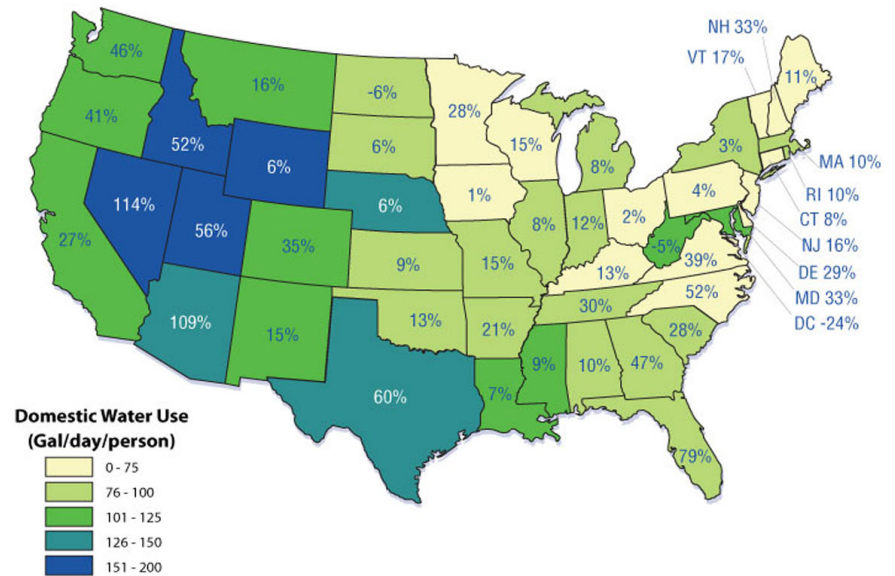 NH 33%
VT 17%
46%
16%
-6%
28%
11%
41%
52%
6%
6%
15%
8%
3%
MA 10%
RI 10%
CT 8%
NJ 16%
DE 29%
MD 33%
DC -24%
114%
56%
6%
1%
8%
12%
2%
4%
27%
35%
9%
15%
13%
-5%
39%
52%
109%
15%
13%
21%
30%
28%
60%
7%
9%
10%
47%
79%
Domestic Water Use
(Gal/day/person)
0 - 75
76 - 100
101 - 125
126 - 150
151 - 200